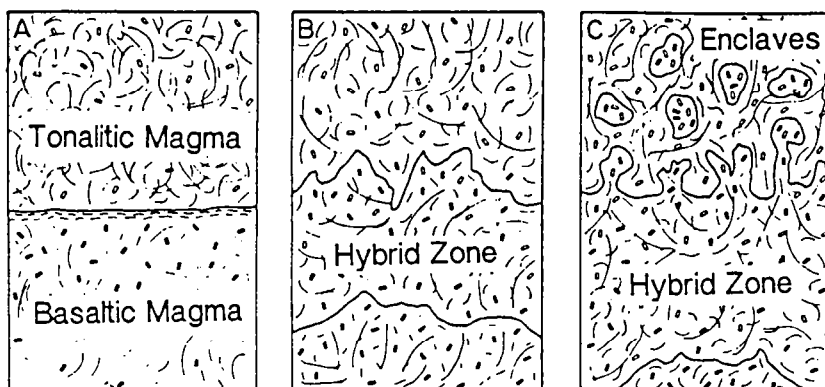 A
Tonalitic Magma
Basaltic Magma
B
Hybrid Zone
C
Enclaves
Hybrid Zone